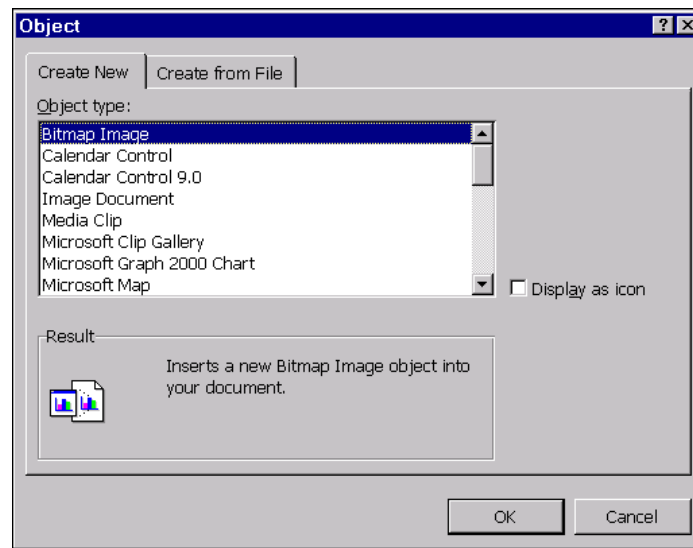 Object
Create New
Create from File
Object type:
Bitmap Image
Calendar Control
Calendar Control 9.0
Image Document
Media Clip
Microsoft Clip Gallery
Microsoft Graph 2000 Chart
Microsoft Map
Display as icon
Result
Inserts a new Bitmap Image object into
your document.
OK
Cancel